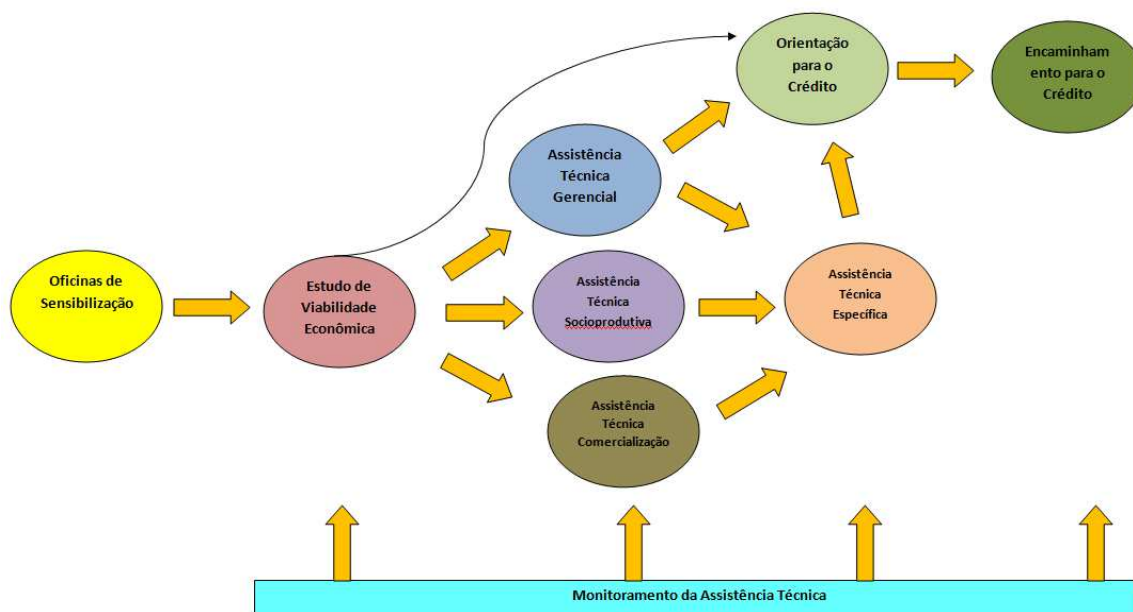 Orientação
para o
Crédito
Encaminham
ento para o
Crédito
Assistência
Técnica
Gerencial
Oficinas de
Sensibilização
Estudo de
Viabilidade
Econômica
Assistência
Técnica
Socioprodutiva
Assistência
Técnica
Específica
Assistência
Técnica
Comercialização
Monitoramento da Assistência Técnica